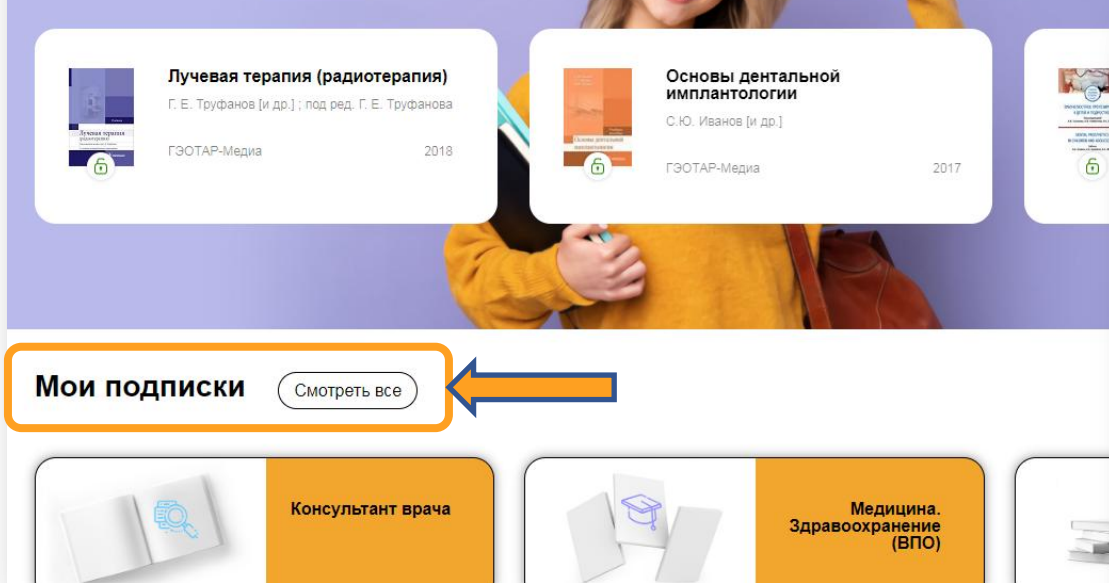 Лучевая терапия (радиотерапия)
Г. Е. Труфанов [и др.] ; под ред. Г. Е. Труфанова
ГЭОТАР-Медиа 2018
Основы дентальной
имплантологии
С.Ю. Иванов [и др.]
ГЭОТАР-Медиа 2017
Мои подписки
Смотреть все
Консультант врача
Медицина.
Здравоохранение
(ВПО)